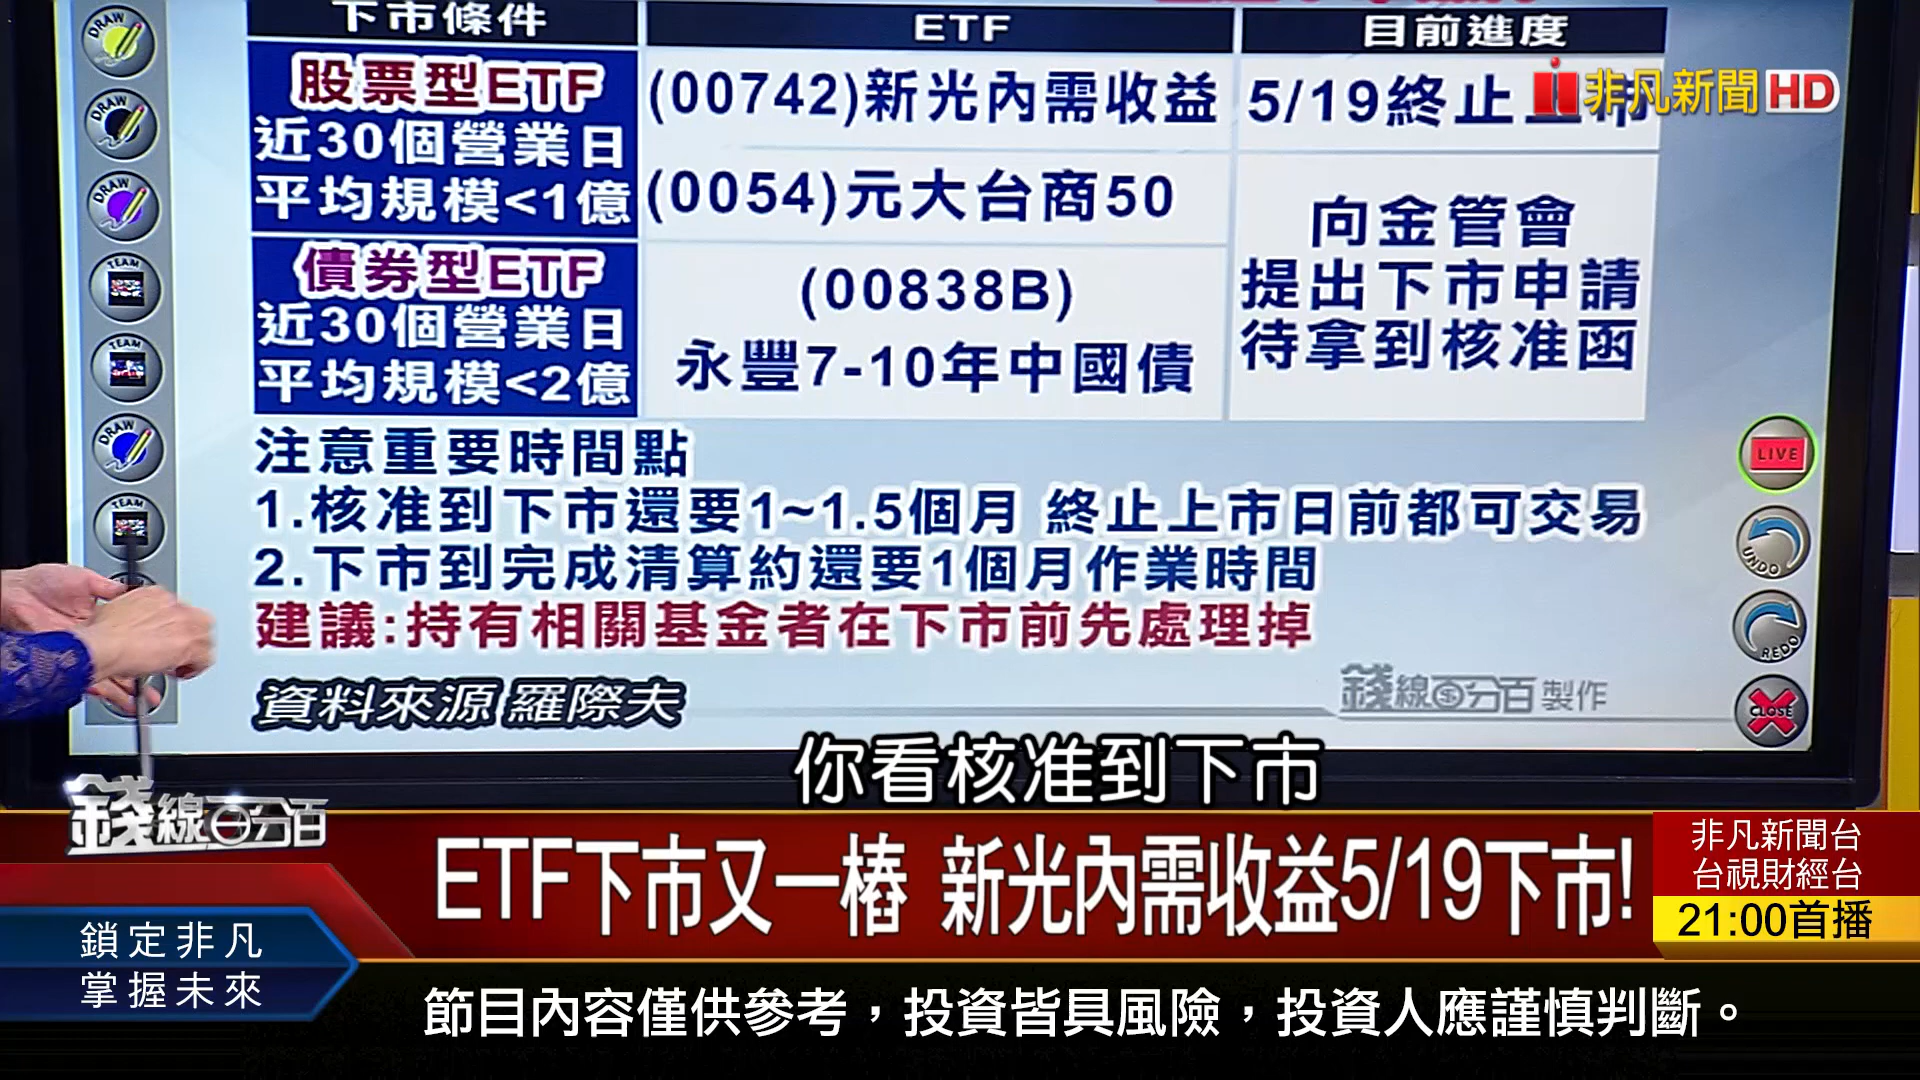 下市條件
ETF
目前進度
股票型ETF
近30個營業日
平均規模<1億
(00742)新光內需收益
5/19終止
非凡新聞HD
(0054)元大台商50
向金管會
提出下市申請
待拿到核准函
債券型ETF
近30個營業日
平均規模<2億
(00838B)
永豐7-10年中國債
注意重要時間點
1.核准到下市還要1~1.5個月 終止上市日前都可交易
2.下市到完成清算約還要1個月作業時間
建議:持有相關基金者在下市前先處理掉
資料來源 羅際夫
錢線百分百 製作
DRAW
DRAW
DRAW
TEAM
TEAM
DRAW
TEAM
LIVE
UNDO
REDO
CLOSE
你看核准到下市
錢線百分百
ETF下市又一樁 新光內需收益5/19下市!
非凡新聞台
台視財經台
21:00首播
鎖定非凡
掌握未來
節目內容僅供參考，投資皆具風險，投資人應謹慎判斷。